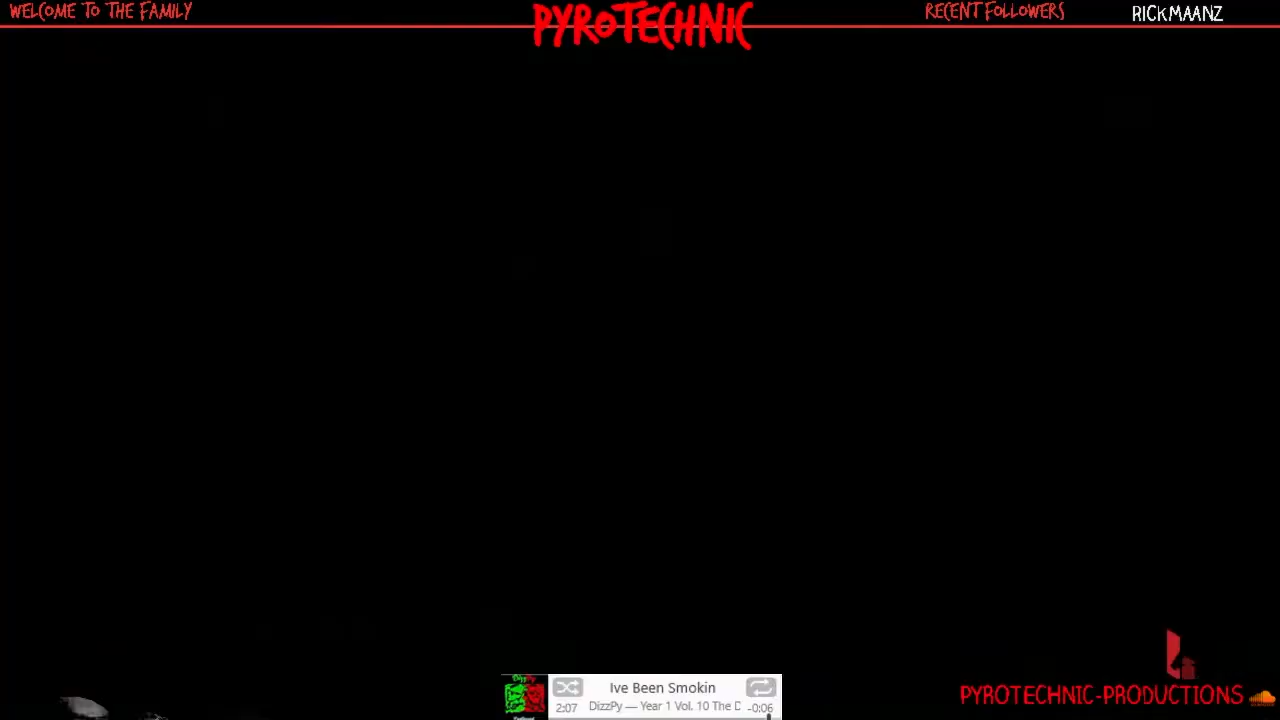 WELCOME TO THE FAMILY
PYROTECHNIC
RECENT FOLLOWERS
RICKMAANZ
DizzPy
Ive Been Smokin
2:07
DizzPy — Year 1 Vol. 10 The D
-0:06
PYROTECHNIC-PRODUCTIONS